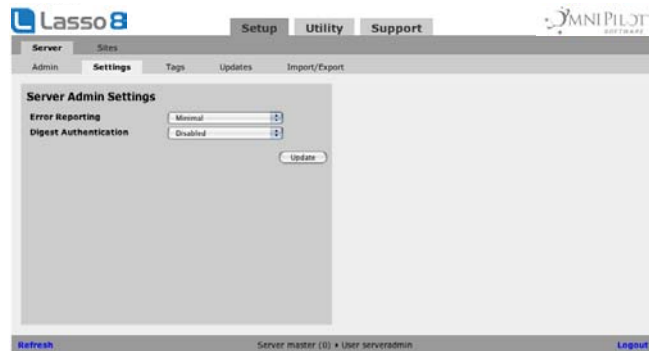 Lasso 8
Setup Utility Support
OMNIPILOT
SOFTWARE
Server Sites
Admin Settings Tags Updates Import/Export
Server Admin Settings
Error Reporting Minimal
Digest Authentication Disabled
Update
Refresh Server master (0) • User serveradmin Logout